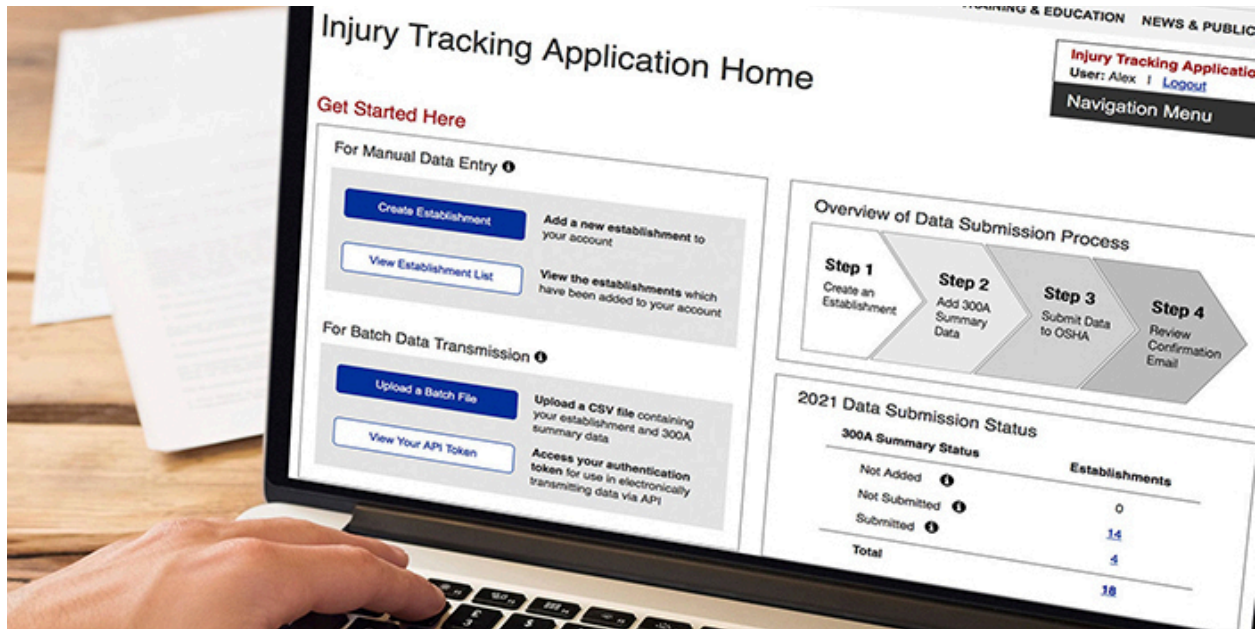 TRAINING & EDUCATION NEWS & PUBLIC
Injury Tracking Application Home
Injury Tracking Applicatio
User: Alex | Logout
Navigation Menu
Get Started Here
For Manual Data Entry
Create Establishment
Add a new establishment to
your account
View Establishment List
View the establishments which
have been added to your account
For Batch Data Transmission
Upload a Batch File
Upload a CSV file containing
your establishment and 300A
summary data
View Your API Token
Access your authentication
token for use in electronically
transmitting data via API
Overview of Data Submission Process
Step 1
Create an
Establishment
Step 2
Add 300A
Summary
Data
Step 3
Submit Data
to OSHA
Step 4
Review
Confirmation
Email
2021 Data Submission Status
300A Summary Status Establishments
Not Added 0
Not Submitted 14
Submitted 4
Total 18